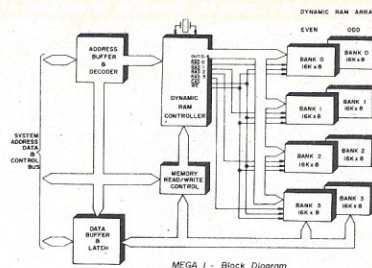 DYNAMIC RAM ARRA
EVEN ODD
ADDRESS
BUFFER
&
DECODER
DYNAMIC
RAM
CONTROLLER
BANK 0
16K x 8
BANK 0
16K x 8
BANK 1
16K x 8
BANK 1
16K x 8
BANK 2
16K x 8
BANK 2
16K x 8
BANK 3
16K x 8
BANK 3
16K x 8
SYSTEM
ADDRESS
DATA
&
CONTROL
BUS
MEMORY
READ/WRITE
CONTROL
DATA
BUFFER
&
LATCH
MEGA 1 - Block Diagram